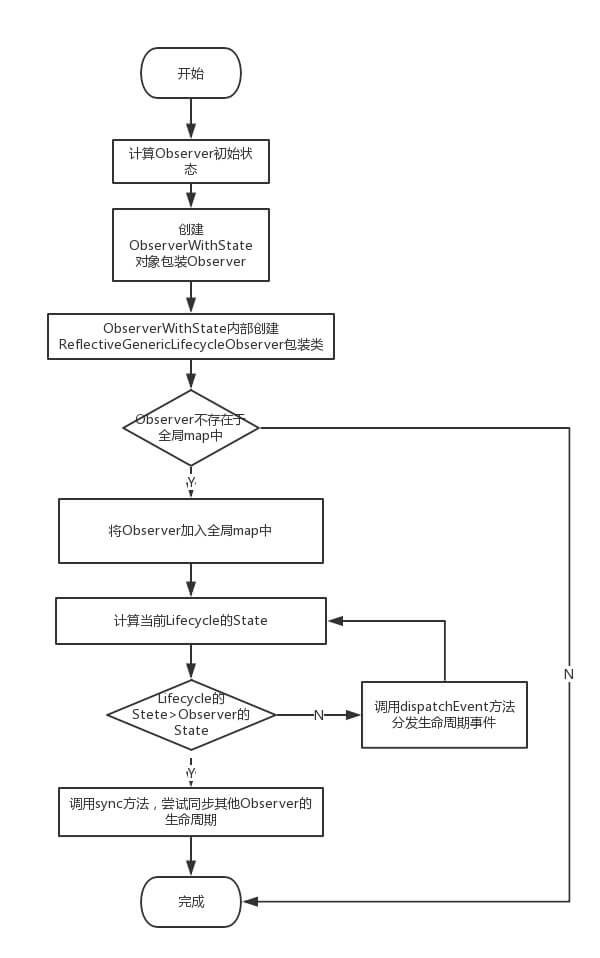 开始
计算Observer初始状
态
创建
ObserverWithState
对象包装Observer
ObserverWithState内部创建
ReflectiveGenericLifecycleObserver包装类
Observer不存在于
全局map中
Y
将Observer加入全局map中
计算当前Lifecycle的State
N
Lifecycle的
Stete>Observer的
State
N
调用dispatchEvent方法
分发生命周期事件
Y
调用sync方法，尝试同步其他Observer的
生命周期
完成